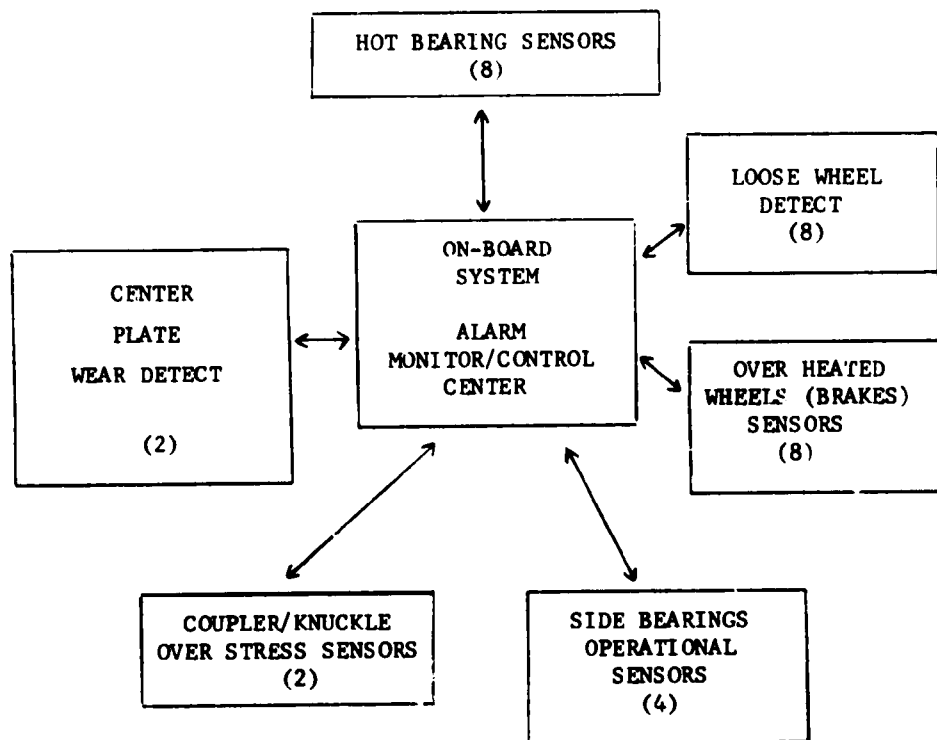 HOT BEARING SENSORS
(8)
LOOSE WHEEL
DETECT
(8)
ON-BOARD
SYSTEM
ALARM
MONITOR/CONTROL
CENTER
CENTER
PLATE
WEAR DETECT
(2)
OVER HEATED
WHEELS (BRAKES)
SENSORS
(8)
COUPLER/KNUCKLE
OVER STRESS SENSORS
(2)
SIDE BEARINGS
OPERATIONAL
SENSORS
(4)